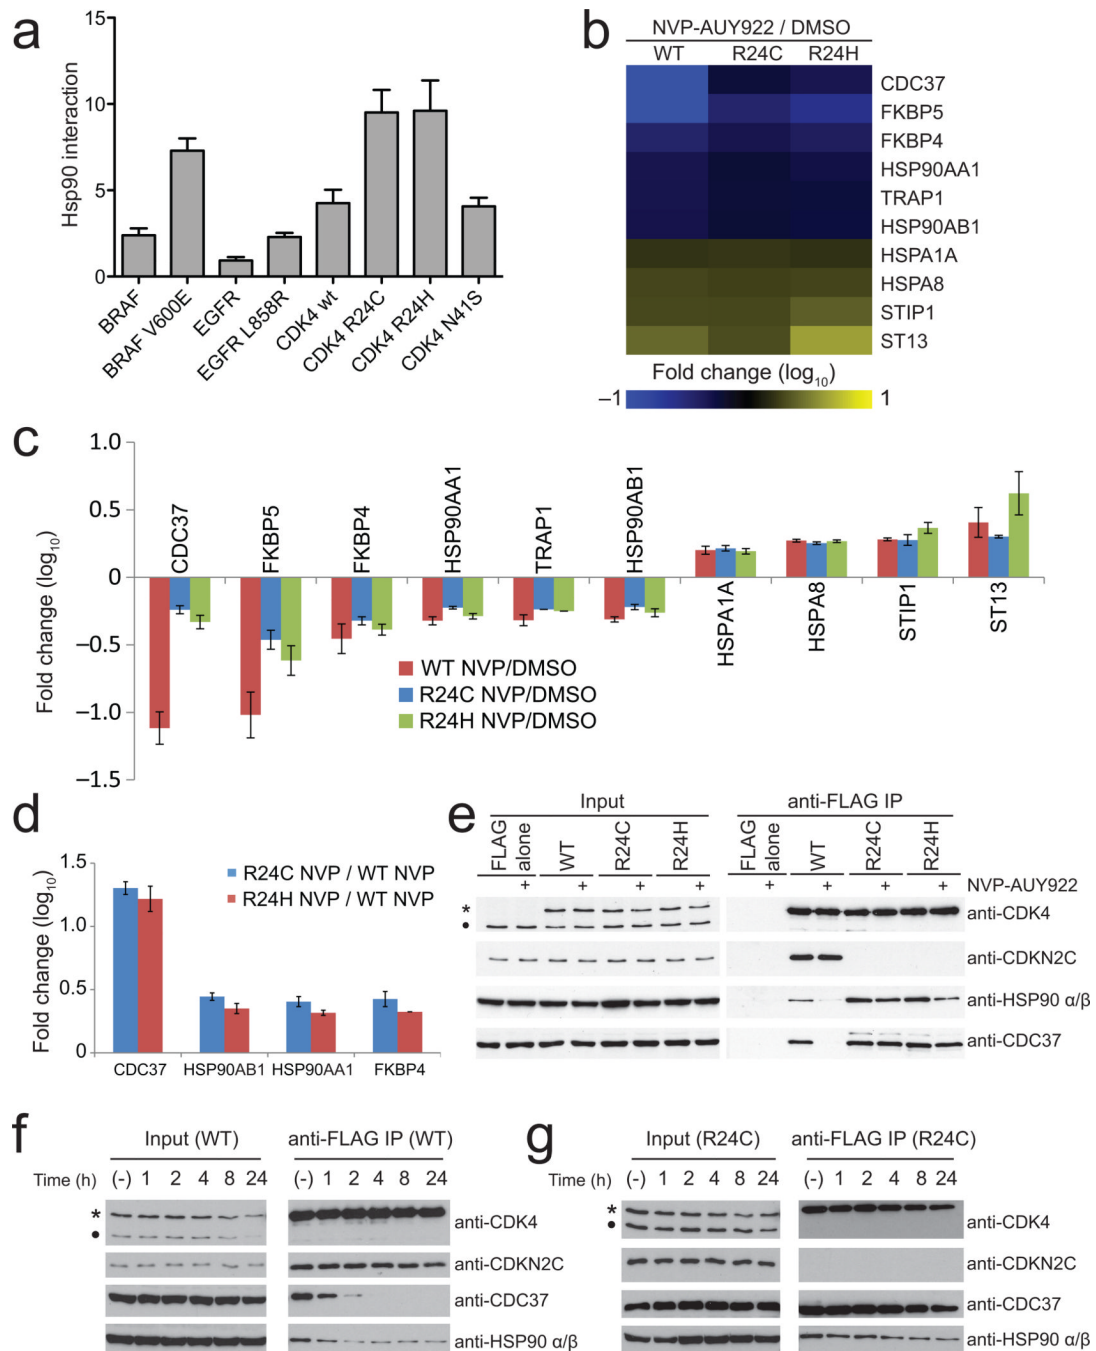 a
Hsp90 interaction
15
10
5
0
BRAF
BRAF V600E
EGFR
EGFR L858R
CDK4 wt
CDK4 R24C
CDK4 R24H
CDK4 N41S
b
NVP-AUY922 / DMSO
WT R24C R24H
CDC37
FKBP5
FKBP4
HSP90AA1
TRAP1
HSP90AB1
HSPA1A
HSPA8
STIP1
ST13
Fold change (log10)
–1 1
c
Fold change (log10)
1.0
0.5
0
–0.5
–1.0
–1.5
CDC37
FKBP5
FKBP4
HSP90AA1
TRAP1
HSP90AB1
HSPA1A
HSPA8
STIP1
ST13
WT NVP/DMSO
R24C NVP/DMSO
R24H NVP/DMSO
d
Fold change (log10)
1.5
1.0
0.5
0
R24C NVP / WT NVP
R24H NVP / WT NVP
CDC37 HSP90AB1 HSP90AA1 FKBP4
e
Input anti-FLAG IP
FLAG alone WT R24C R24H FLAG alone WT R24C R24H
+ + + + + + + + NVP-AUY922
* anti-CDK4
•
anti-CDKN2C
anti-HSP90 α/β
anti-CDC37
f
Input (WT) anti-FLAG IP (WT)
Time (h) (-) 1 2 4 8 24 (-) 1 2 4 8 24
* anti-CDK4
•
anti-CDKN2C
anti-CDC37
anti-HSP90 α/β
g
Input (R24C) anti-FLAG IP (R24C)
Time (h) (-) 1 2 4 8 24 (-) 1 2 4 8 24
* anti-CDK4
•
anti-CDKN2C
anti-CDC37
anti-HSP90 α/β